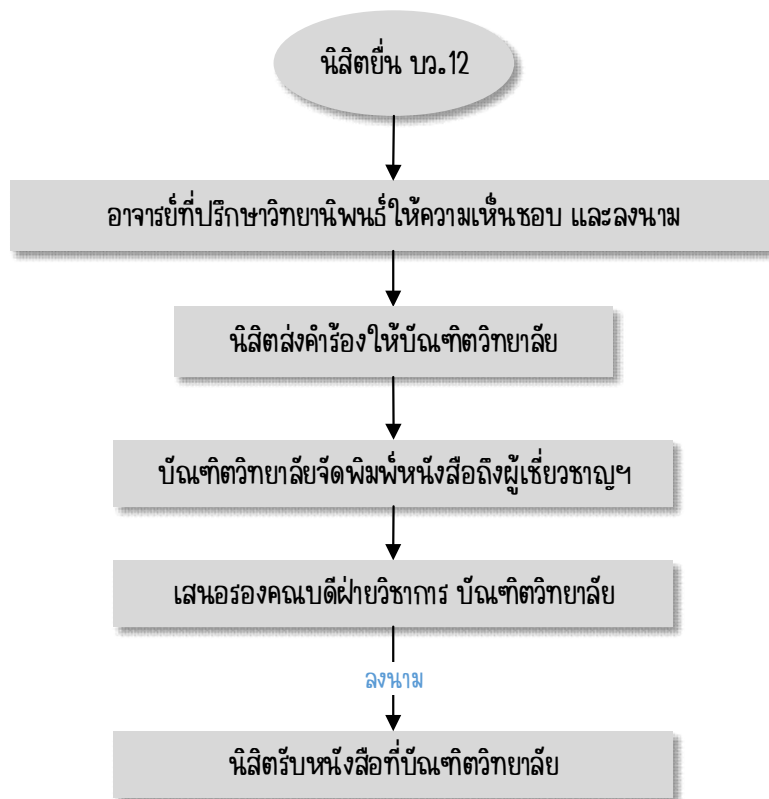 นิสิตยื่น บว.12
อาจารย์ที่ปรึกษาวิทยานิพนธ์ให้ความเห็นชอบ และลงนาม
นิสิตส่งคำร้องให้บัณฑิตวิทยาลัย
บัณฑิตวิทยาลัยจัดพิมพ์หนังสือถึงผู้เชี่ยวชาญฯ
เสนอรองคณบดีฝ่ายวิชาการ บัณฑิตวิทยาลัย
ลงนาม
นิสิตรับหนังสือที่บัณฑิตวิทยาลัย